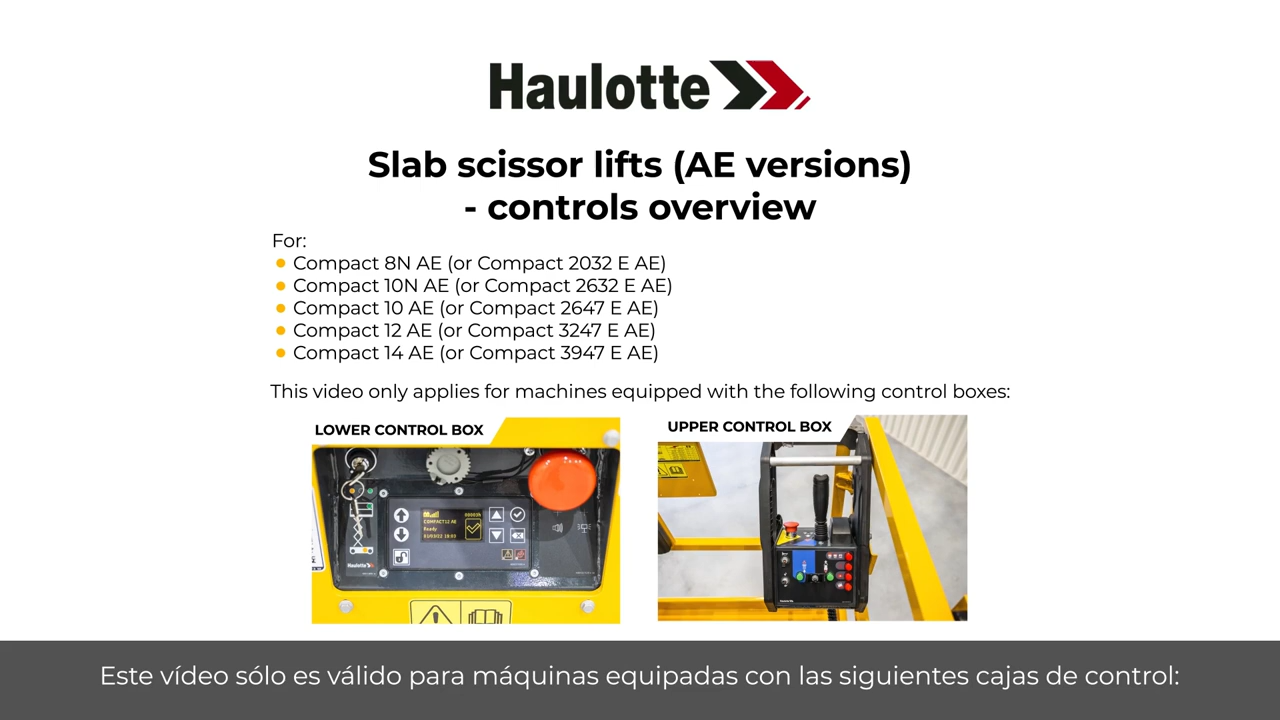 Haulotte
Slab scissor lifts (AE versions)
- controls overview
For:
Compact 8N AE (or Compact 2032 E AE)
Compact 10N AE (or Compact 2632 E AE)
Compact 10 AE (or Compact 2647 E AE)
Compact 12 AE (or Compact 3247 E AE)
Compact 14 AE (or Compact 3947 E AE)
This video only applies for machines equipped with the following control boxes:
LOWER CONTROL BOX
UPPER CONTROL BOX
COMPACT12 AE
Ready
Haulotte
Este vídeo sólo es válido para máquinas equipadas con las siguientes cajas de control: